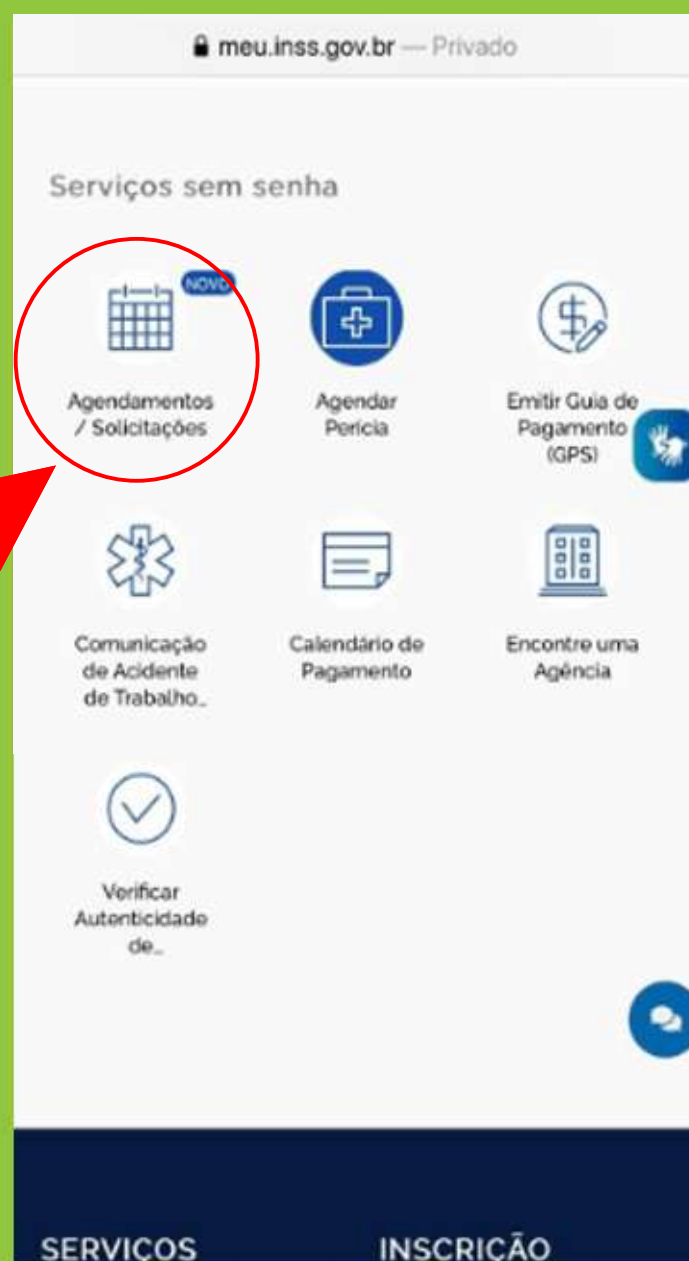 meu.inss.gov.br — Privado
Serviços sem senha
NOVO
Agendamentos
/ Solicitações
Agendar
Perícia
Emitir Guia de
Pagamento
(GPS)
Comunicação
de Acidente
de Trabalho...
Calendário de
Pagamento
Encontre uma
Agência
Verificar
Autenticidade
de...
SERVIÇOS
INSCRIÇÃO